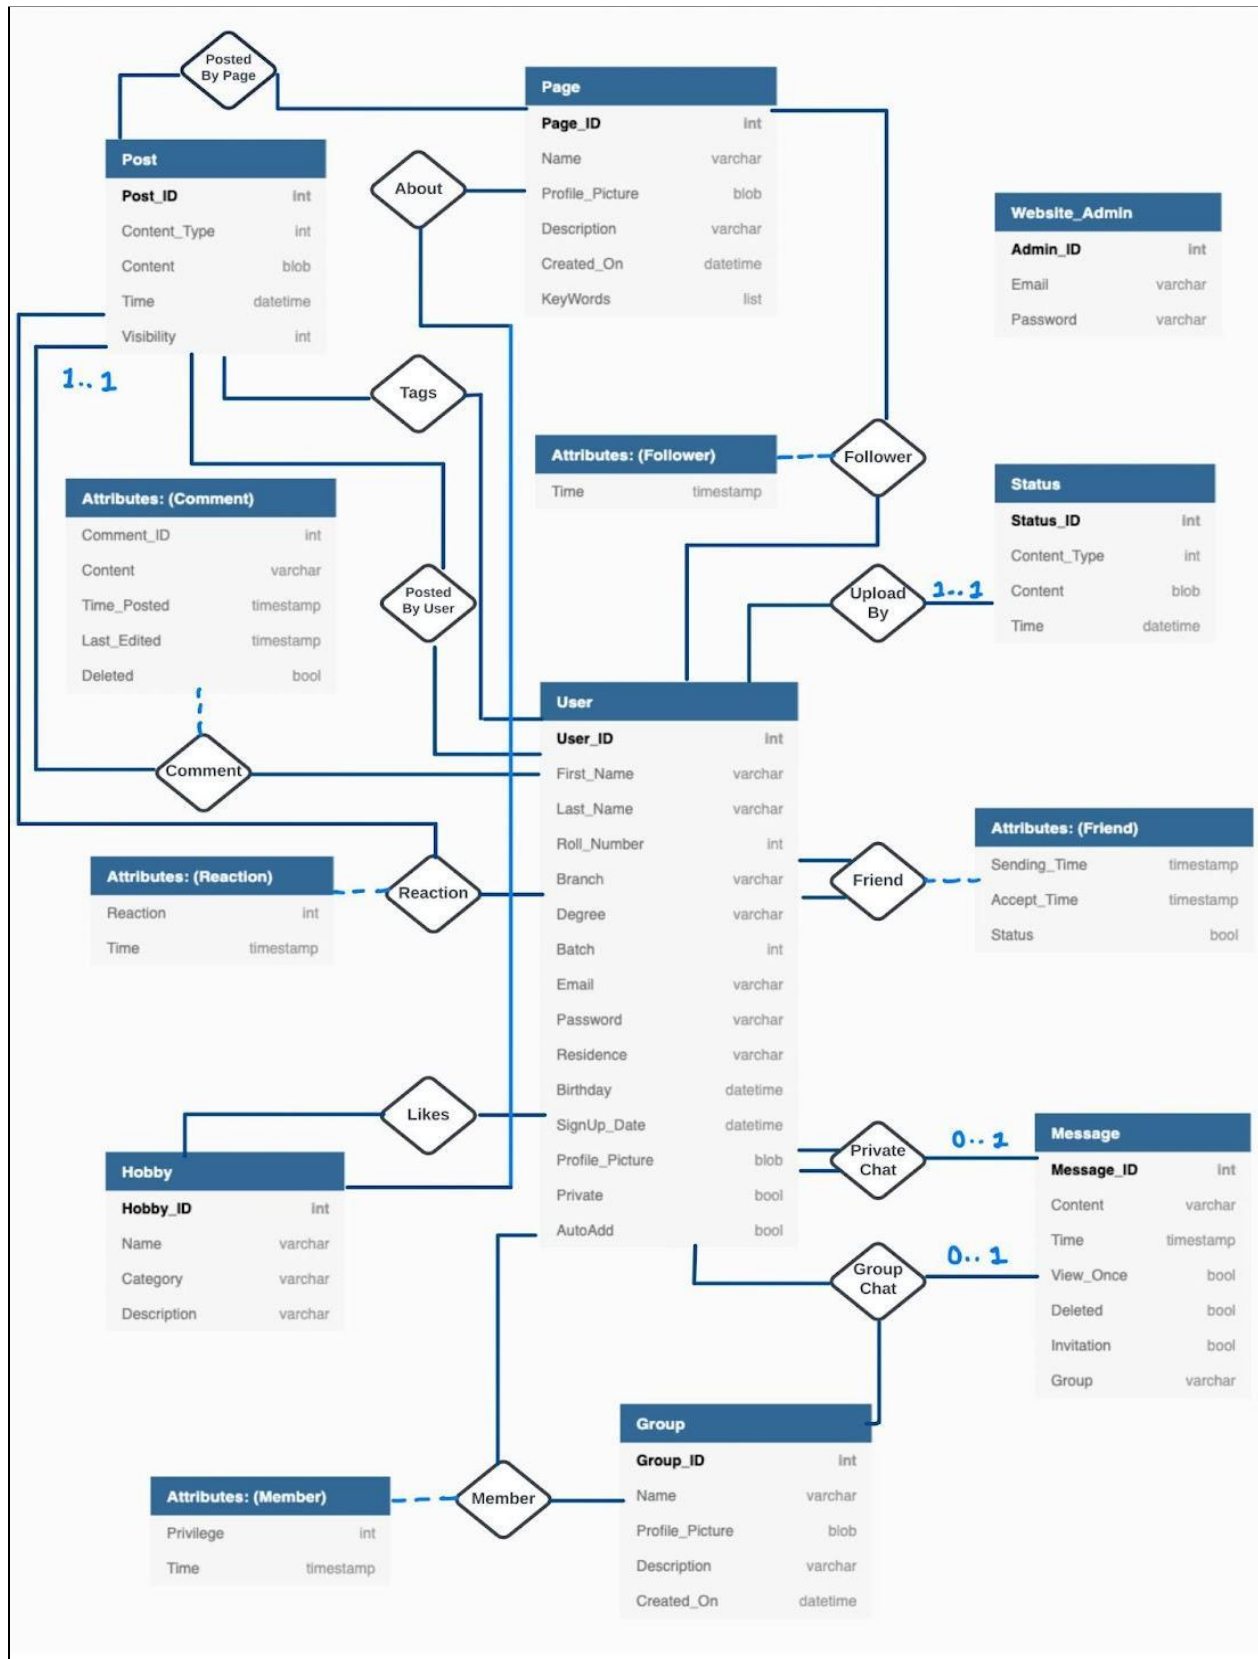 Posted
By Page
Page
Page_ID int
Name varchar
Profile_Picture blob
Description varchar
Created_On datetime
KeyWords list
Post
Post_ID int
Content_Type int
Content blob
Time datetime
Visibility int
1..1
About
Website_Admin
Admin_ID int
Email varchar
Password varchar
Tags
Attributes: (Follower)
Time timestamp
Follower
Attributes: (Comment)
Comment_ID int
Content varchar
Time_Posted timestamp
Last_Edited timestamp
Deleted bool
Status
Status_ID int
Content_Type int
Content blob
Time datetime
Posted
By User
Upload
By
1..1
Comment
User
User_ID int
First_Name varchar
Last_Name varchar
Roll_Number int
Branch varchar
Degree varchar
Batch int
Email varchar
Password varchar
Residence varchar
Birthday datetime
SignUp_Date datetime
Profile_Picture blob
Private bool
AutoAdd bool
Attributes: (Reaction)
Reaction int
Time timestamp
Reaction
Friend
Attributes: (Friend)
Sending_Time timestamp
Accept_Time timestamp
Status bool
Likes
Hobby
Hobby_ID int
Name varchar
Category varchar
Description varchar
Private
Chat
0..1
Group
Chat
0..1
Message
Message_ID int
Content varchar
Time timestamp
View_Once bool
Deleted bool
Invitation bool
Group varchar
Attributes: (Member)
Privilege int
Time timestamp
Member
Group
Group_ID int
Name varchar
Profile_Picture blob
Description varchar
Created_On datetime